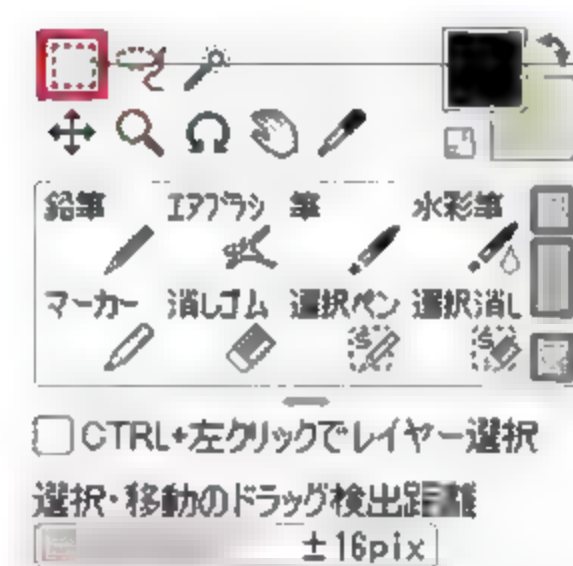 鉛筆 エアブラシ 筆 水彩筆
マーカー 消しゴム 選択ペン 選択消し
CTRL+左クリックでレイヤー選択
選択・移動のドラッグ検出距離
±16pix